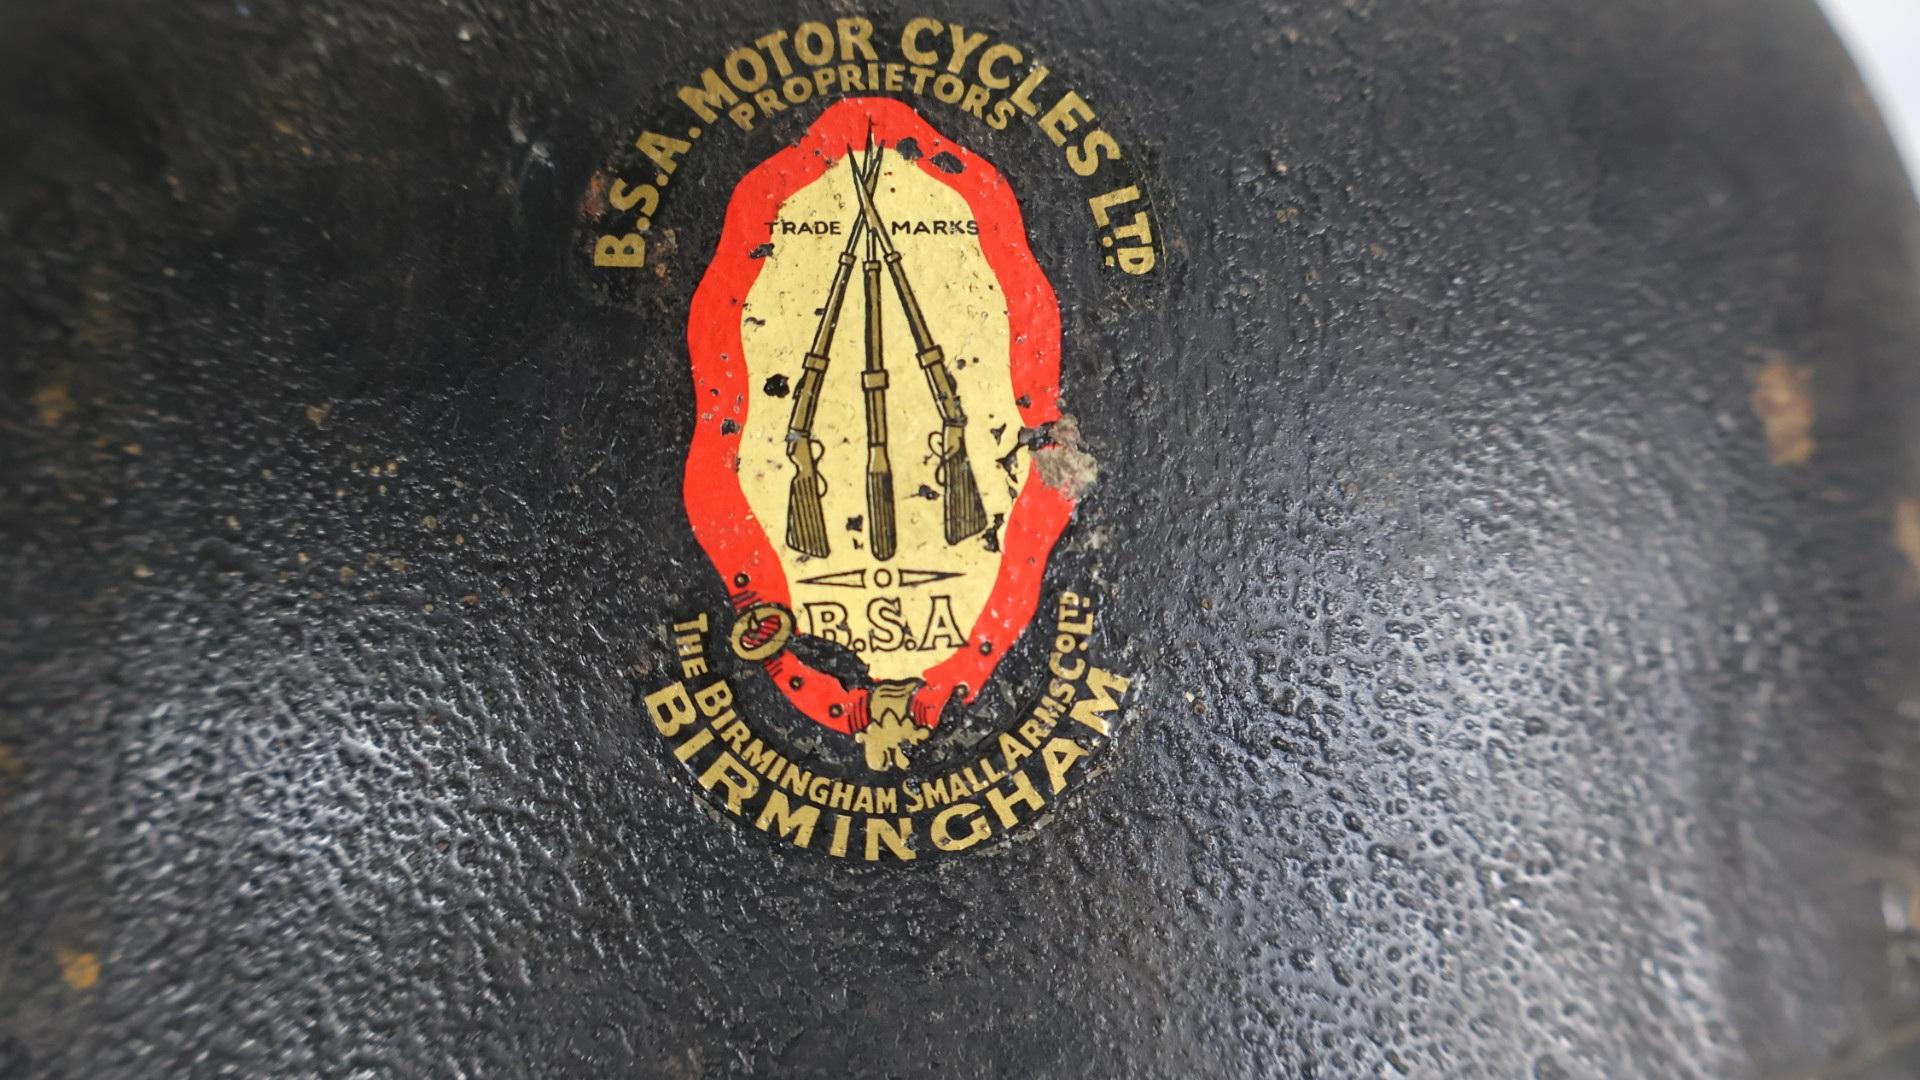 B.S.A. MOTOR CYCLES LTD
PROPRIETORS
TRADE MARKS
B.S.A
THE BIRMINGHAM SMALL ARMS CO LTD
BIRMINGHAM